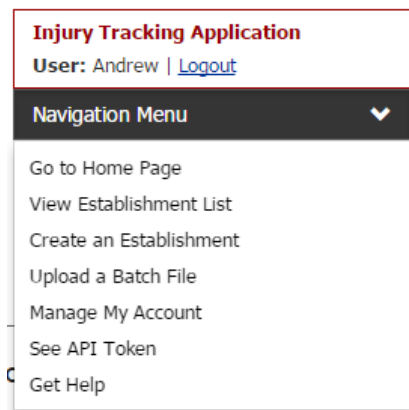 Injury Tracking Application
User: Andrew | Logout
Navigation Menu
Go to Home Page
View Establishment List
Create an Establishment
Upload a Batch File
Manage My Account
See API Token
Get Help